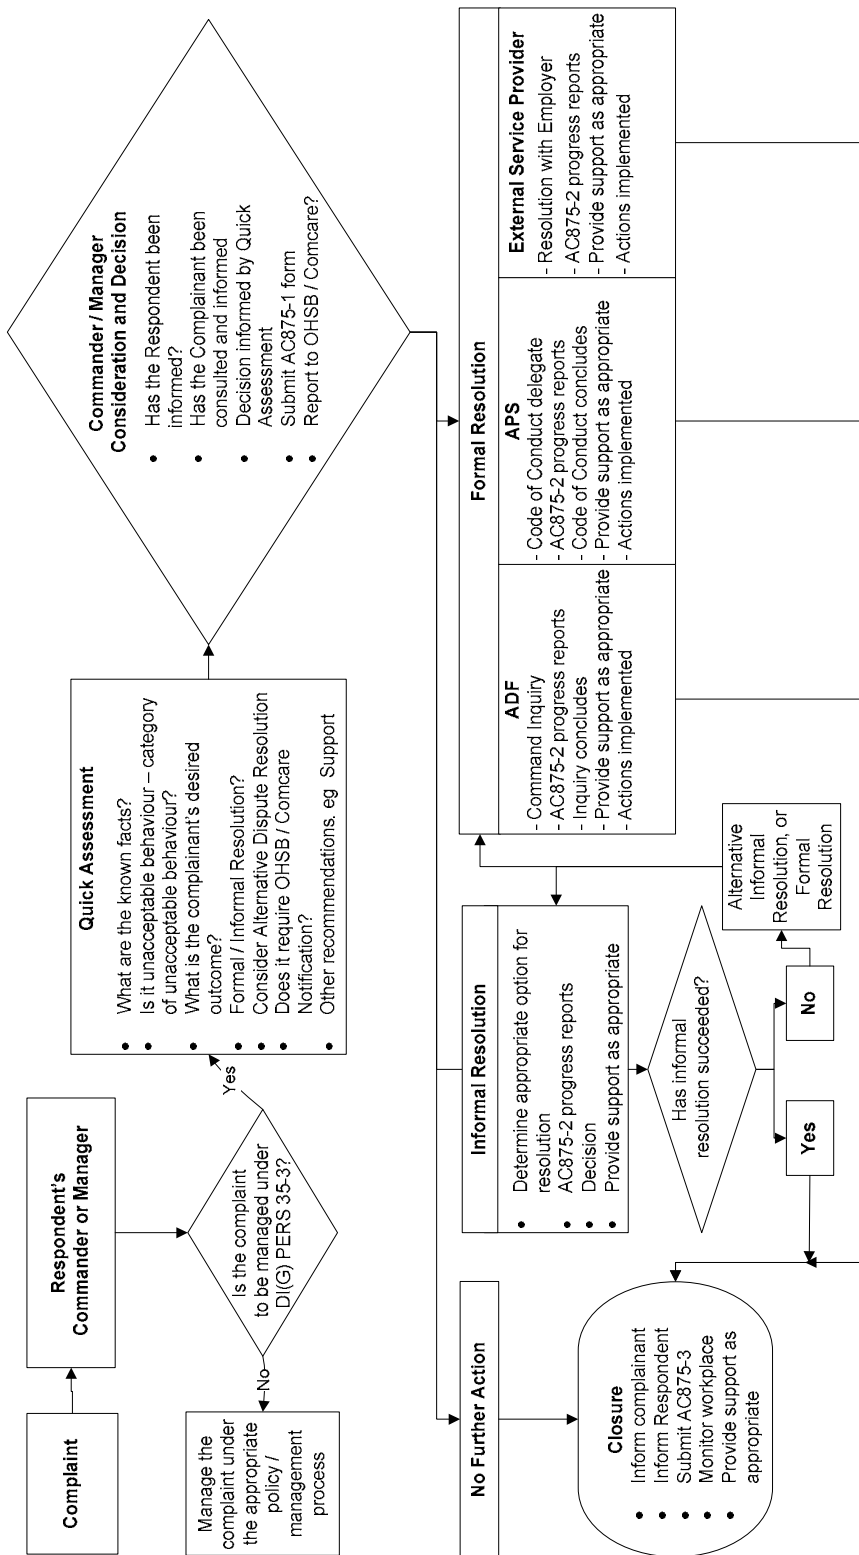 Complaint
Respondent's
Commander or Manager
Is the complaint
to be managed under
DI(G) PERS 35-3?
No
Manage the
complaint under
the appropriate
policy /
management
process
Yes
Quick Assessment
• What are the known facts?
• Is it unacceptable behaviour – category
of unacceptable behaviour?
• What is the complainant's desired
outcome?
• Formal / Informal Resolution?
• Consider Alternative Dispute Resolution
• Does it require OHSB / Comcare
Notification?
• Other recommendations, eg Support
Commander / Manager
Consideration and Decision
• Has the Respondent been
informed?
• Has the Complainant been
consulted and informed
• Decision informed by Quick
Assessment
• Submit AC875-1 form
• Report to OHSB / Comcare?
No Further Action
Informal Resolution
• Determine appropriate option for
resolution
• AC875-2 progress reports
• Decision
• Provide support as appropriate
Has informal
resolution succeeded?
Yes
No
Alternative
Informal
Resolution, or
Formal
Resolution
Formal Resolution
ADF
- Command Inquiry
- AC875-2 progress reports
- Inquiry concludes
- Provide support as appropriate
- Actions implemented
APS
- Code of Conduct delegate
- AC875-2 progress reports
- Code of Conduct concludes
- Provide support as appropriate
- Actions implemented
External Service Provider
- Resolution with Employer
- AC875-2 progress reports
- Provide support as appropriate
- Actions implemented
Closure
• Inform complainant
• Inform Respondent
• Submit AC875-3
• Monitor workplace
• Provide support as
appropriate